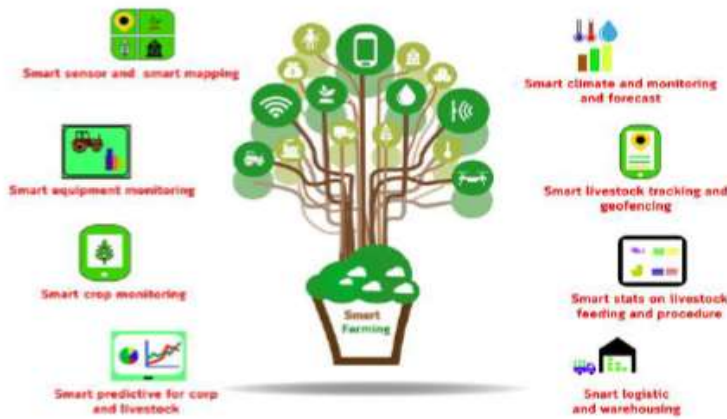 Smart sensor and smart mapping
Smart equipment monitoring
Smart crop monitoring
Smart predictive for corp
and livestock
Smart
Farming
Smart climate and monitoring
and forecast
Smart livestock tracking and
geofencing
Smart stats on livestock
feeding and procedure
Snart logistic
and warehousing